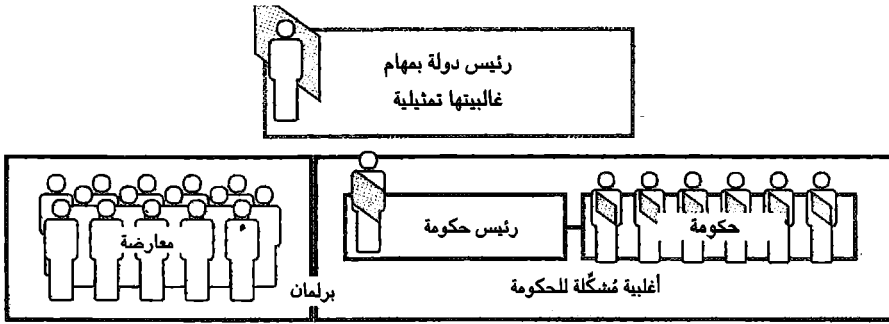 رئيس دولة بمهام
غالبيتها تمثيلية
حكومة
رئيس حكومة
معارضة
أغلبية مُشكِّلة للحكومة
برلمان